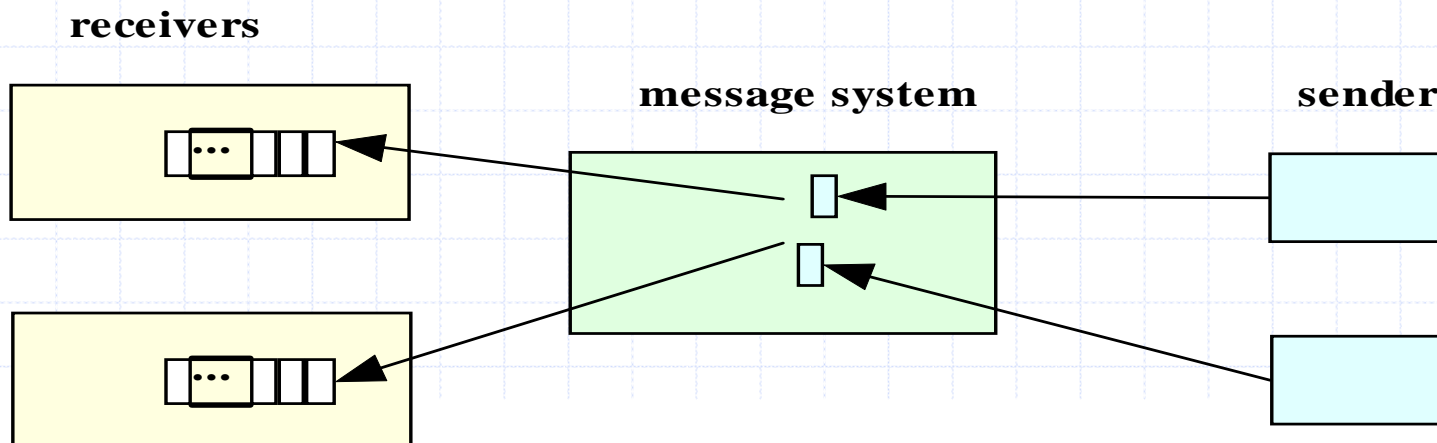 receivers
message system
sender
•••
•••